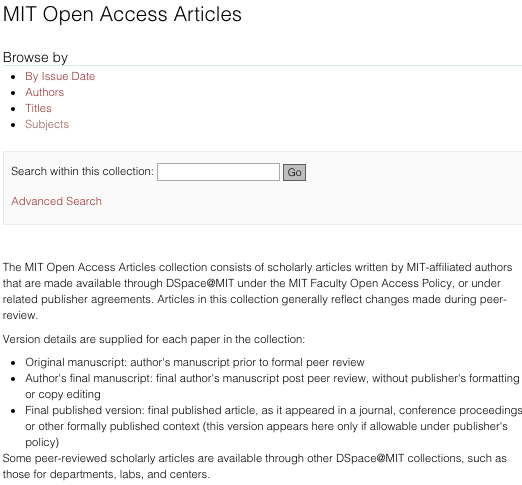 MIT Open Access Articles
Browse by
By Issue Date
Authors
Titles
Subjects
Search within this collection: Go
Advanced Search
The MIT Open Access Articles collection consists of scholarly articles written by MIT-affiliated authors
that are made available through DSpace@MIT under the MIT Faculty Open Access Policy, or under
related publisher agreements. Articles in this collection generally reflect changes made during peer-
review.
Version details are supplied for each paper in the collection:
Original manuscript: author's manuscript prior to formal peer review
Author's final manuscript: final author's manuscript post peer review, without publisher's formatting
or copy editing
Final published version: final published article, as it appeared in a journal, conference proceedings,
or other formally published context (this version appears here only if allowable under publisher's
policy)
Some peer-reviewed scholarly articles are available through other DSpace@MIT collections, such as
those for departments, labs, and centers.